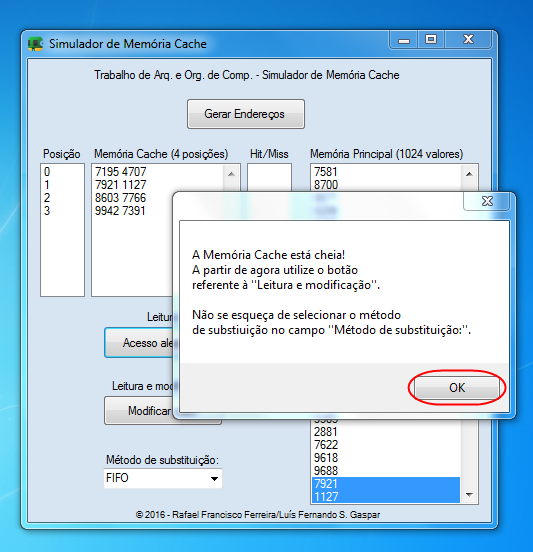 Simulador de Memória Cache
Trabalho de Arq. e Org. de Comp. - Simulador de Memória Cache
Gerar Endereços
Posição
Memória Cache (4 posições)
Hit/Miss
Memória Principal (1024 valores)
0
1
2
3
7195 4707
7921 1127
8603 7766
9942 7391
7581
8700
A Memória Cache está cheia!
A partir de agora utilize o botão
referente à "Leitura e modificação".
Não se esqueça de selecionar o método
de substiuição no campo "Método de substituição:".
OK
Leitur
Acesso ale
Leitura e mo
Modificar
2881
7622
9618
9688
7921
1127
Método de substituição:
FIFO
© 2016 - Rafael Francisco Ferreira/Luís Fernando S. Gaspar